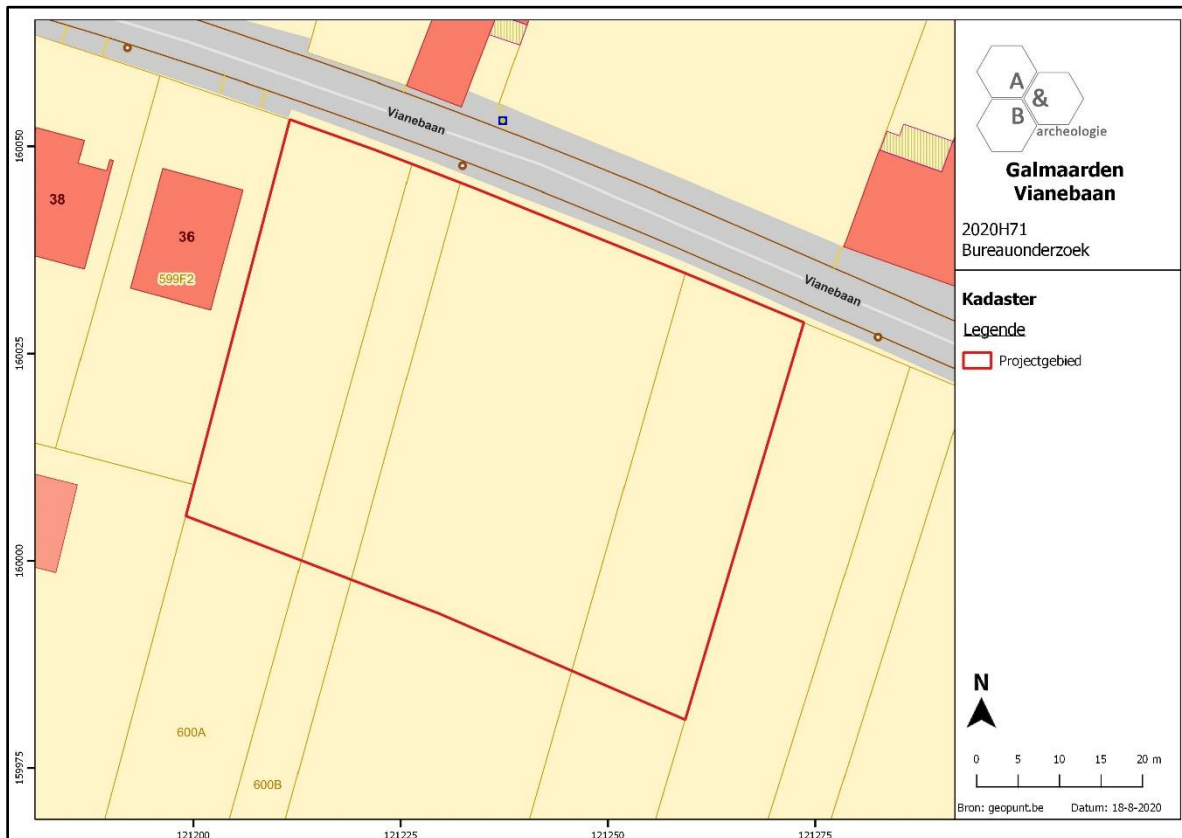 Vianebaan
Vianebaan
38
36
599F2
600A
600B
160050
160025
160000
159975
121200
121225
121250
121275
A
&
B
archeologie
Galmaarden
Vianebaan
2020H71
Bureauonderzoek
Kadaster
Legende
Projectgebied
N
0 5 10 15 20 m
Bron: geopunt.be Datum: 18-8-2020